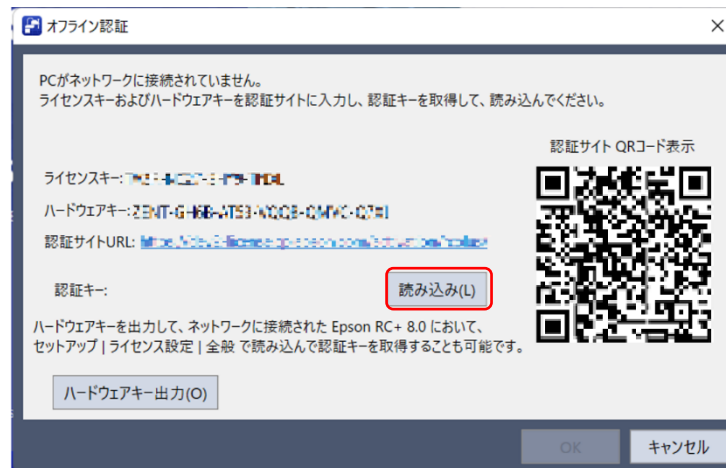 オフライン認証
PCがネットワークに接続されていません。
ライセンスキーおよびハードウェアキーを認証サイトに入力し、認証キーを取得して、読み込んでください。
認証サイト QRコード表示
ライセンスキー:
ハードウェアキー:
認証サイトURL:
認証キー:
読み込み(L)
ハードウェアキーを出力して、ネットワークに接続された Epson RC+ 8.0 において、
セットアップ | ライセンス設定 | 全般 で読み込んで認証キーを取得することも可能です。
ハードウェアキー出力(O)
OK
キャンセル